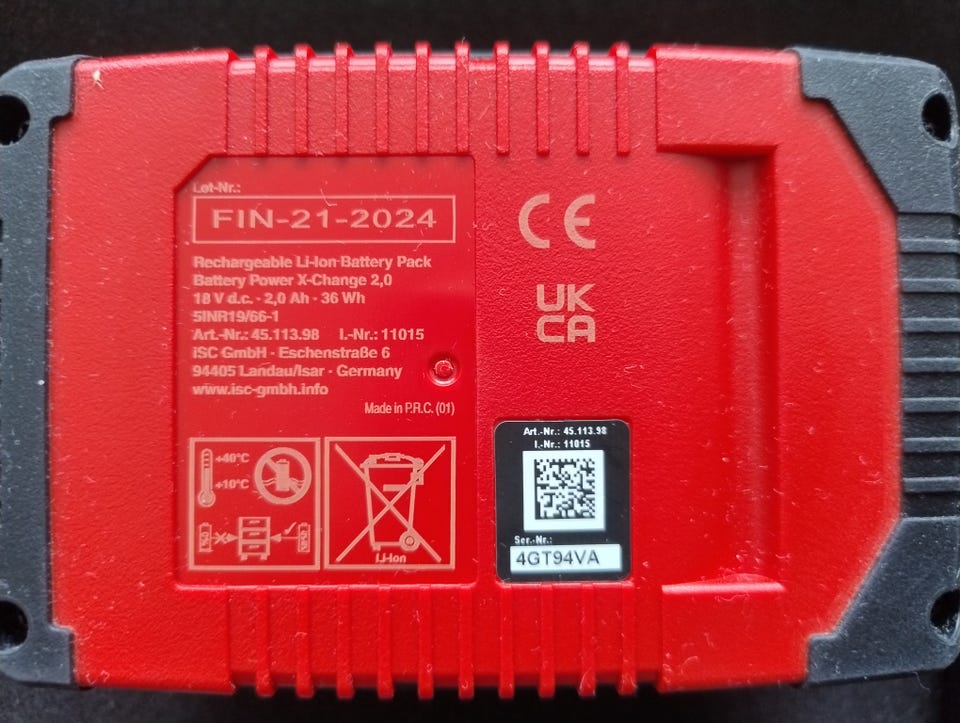 Lot-Nr.:
FIN-21-2024
Rechargeable Li-Ion Battery Pack
Battery Power X-Change 2,0
18 V d.c. · 2,0 Ah · 36 Wh
5INR19/66-1
Art.-Nr.: 45.113.98 I.-Nr.: 11015
iSC GmbH · Eschenstraße 6
94405 Landau/Isar · Germany
www.isc-gmbh.info
Made in P.R.C. (01)
+40°C
+10°C
Li-Ion
CE
UK
CA
Art.-Nr.: 45.113.98
I.-Nr.: 11015
Ser.-Nr.:
4GT94VA